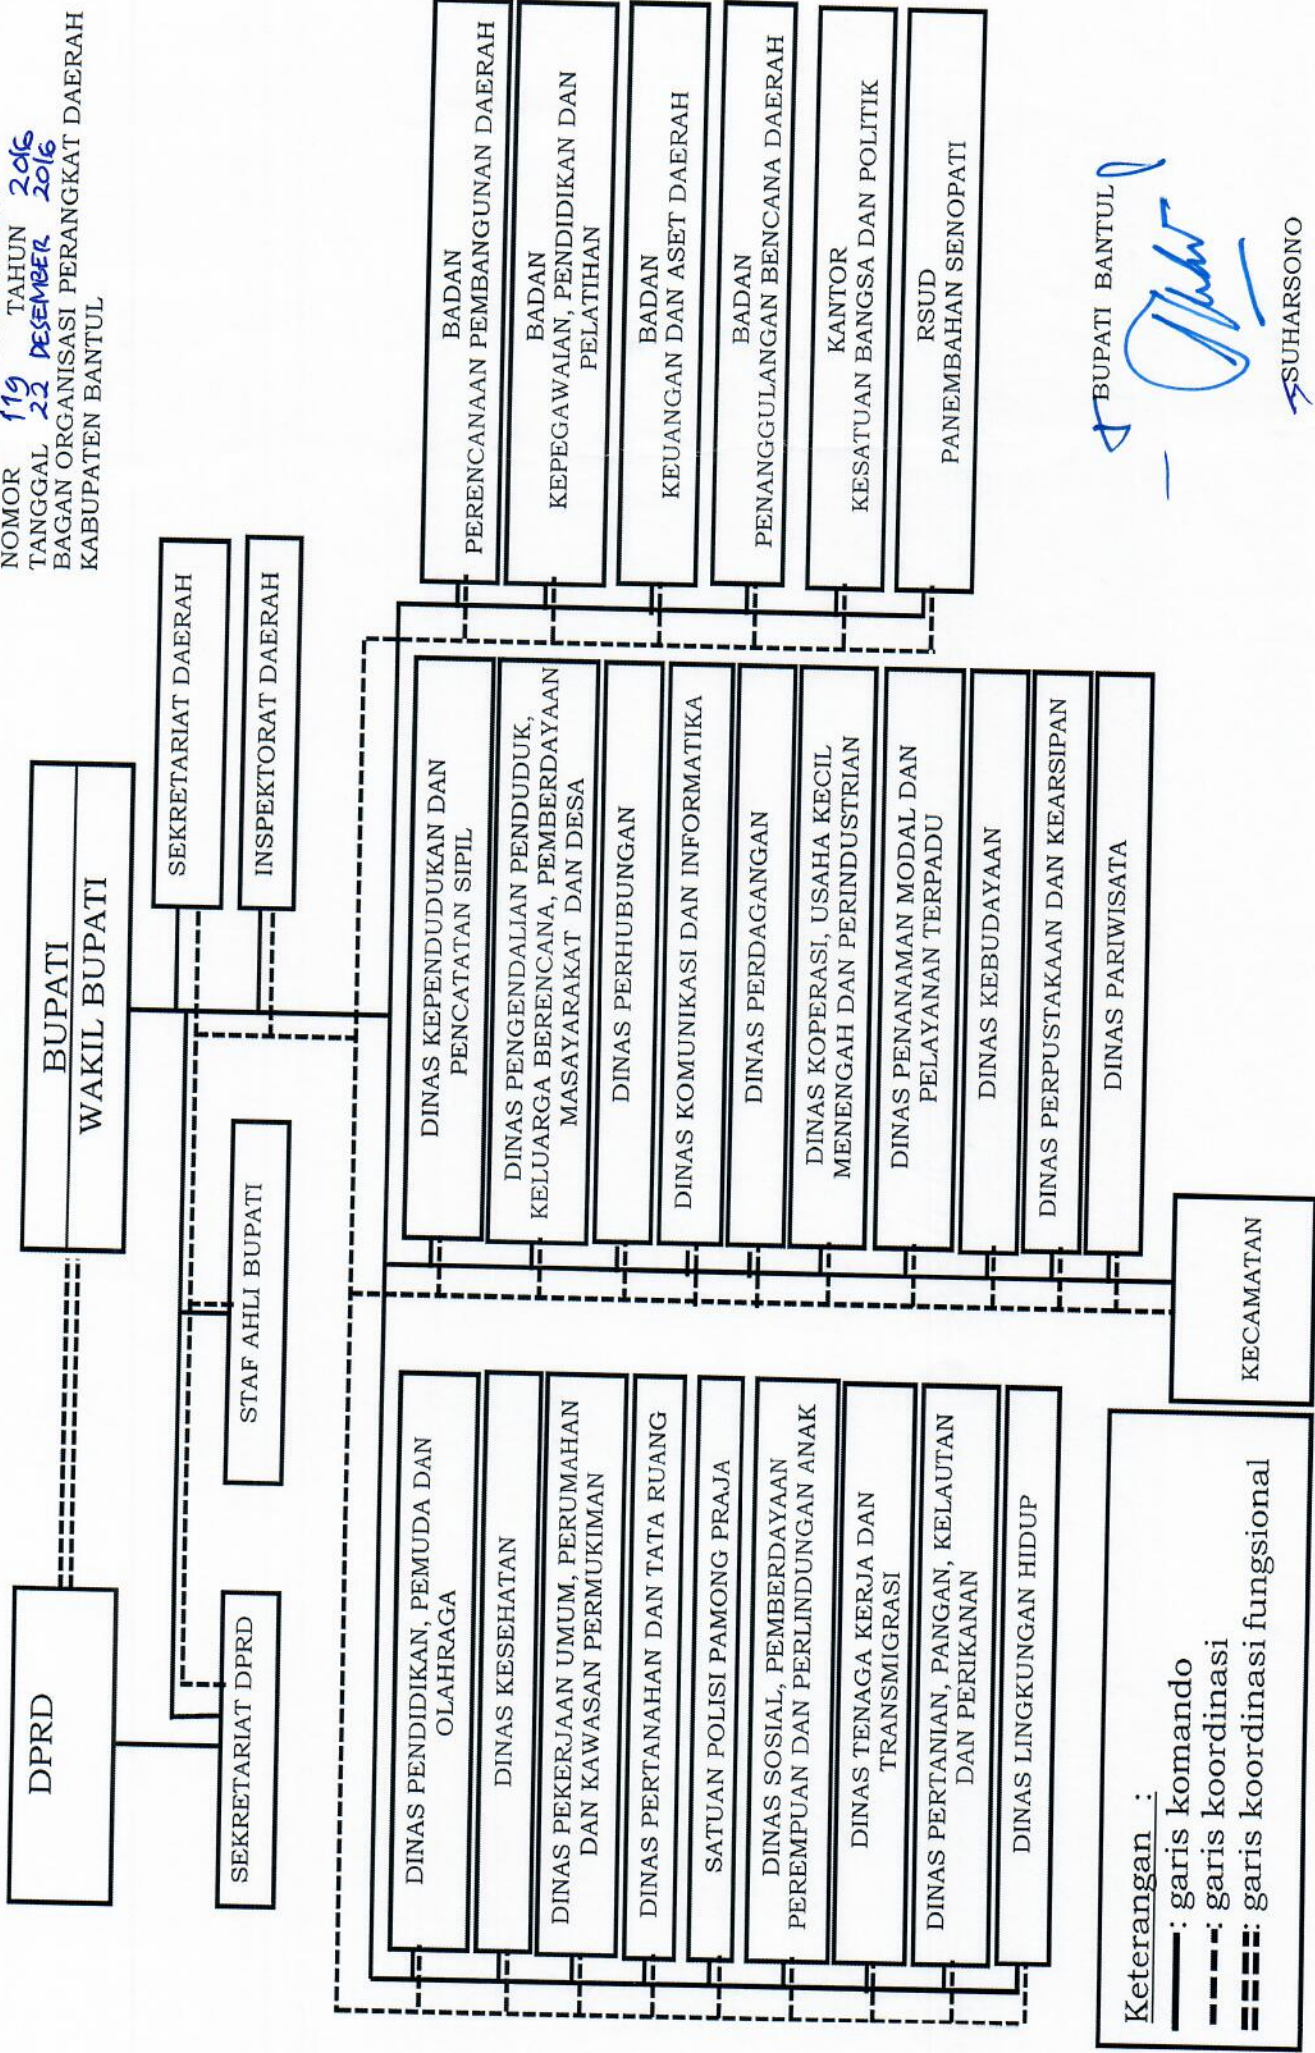 NOMOR 119 TAHUN 2016
TANGGAL 22 DESEMBER 2016
BAGAN ORGANISASI PERANGKAT DAERAH
KABUPATEN BANTUL
DPRD
BUPATI
WAKIL BUPATI
SEKRETARIAT DAERAH
INSPEKTORAT DAERAH
STAF AHLI BUPATI
SEKRETARIAT DPRD
DINAS PENDIDIKAN, PEMUDA DAN
OLAHRAGA
DINAS KESEHATAN
DINAS PEKERJAAN UMUM, PERUMAHAN
DAN KAWASAN PERMUKIMAN
DINAS PERTANAHAN DAN TATA RUANG
SATUAN POLISI PAMONG PRAJA
DINAS SOSIAL, PEMBERDAYAAN
PEREMPUAN DAN PERLINDUNGAN ANAK
DINAS TENAGA KERJA DAN
TRANSMIGRASI
DINAS PERTANIAN, PANGAN, KELAUTAN
DAN PERIKANAN
DINAS LINGKUNGAN HIDUP
DINAS KEPENDUDUKAN DAN
PENCATATAN SIPIL
DINAS PENGENDALIAN PENDUDUK,
KELUARGA BERENCANA, PEMBERDAYAAN
MASAYARAKAT DAN DESA
DINAS PERHUBUNGAN
DINAS KOMUNIKASI DAN INFORMATIKA
DINAS PERDAGANGAN
DINAS KOPERASI, USAHA KECIL
MENENGAH DAN PERINDUSTRIAN
DINAS PENANAMAN MODAL DAN
PELAYANAN TERPADU
DINAS KEBUDAYAAN
DINAS PERPUSTAKAAN DAN KEARSIPAN
DINAS PARIWISATA
BADAN
PERENCANAAN PEMBANGUNAN DAERAH
BADAN
KEPEGAWAIAN, PENDIDIKAN DAN
PELATIHAN
BADAN
KEUANGAN DAN ASET DAERAH
BADAN
PENANGGULANGAN BENCANA DAERAH
KANTOR
KESATUAN BANGSA DAN POLITIK
RSUD
PANEMBAHAN SENOPATI
KECAMATAN
Keterangan :
: garis komando
: garis koordinasi
: garis koordinasi fungsional
BUPATI BANTUL
SUHARSONO